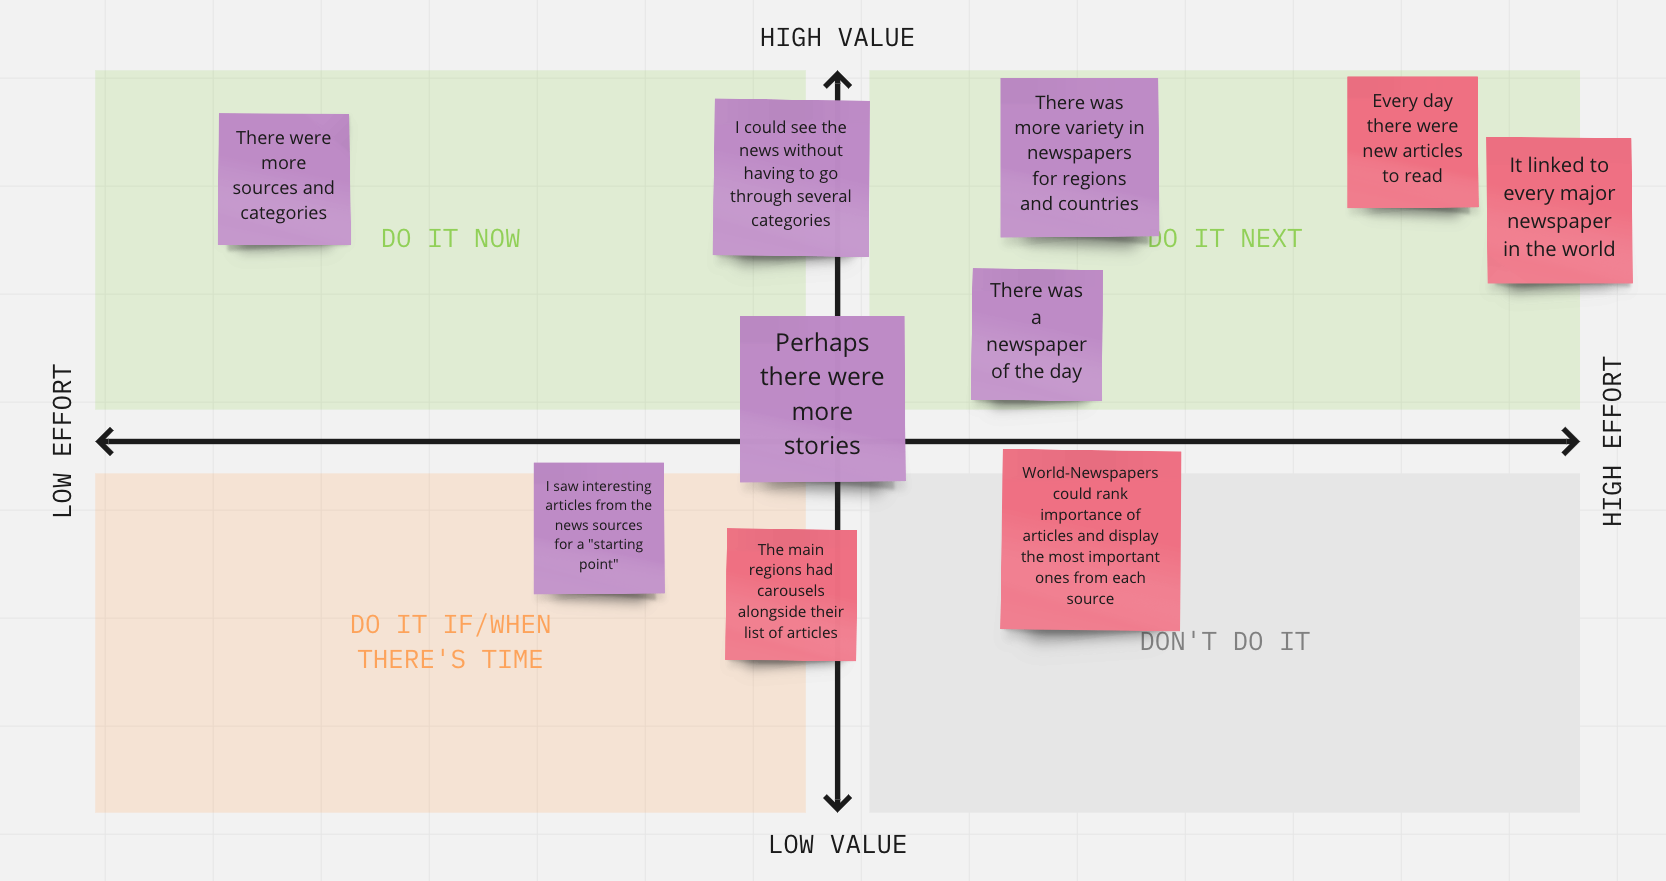 HIGH VALUE
There were
more
sources and
categories
DO IT NOW
I could see the
news without
having to go
through several
categories
There was
more variety in
newspapers
for regions
and countries
Every day
there were
new articles
to read
It linked to
every major
newspaper
in the world
DO IT NEXT
There was
a
newspaper
of the day
Perhaps
there were
more
stories
LOW EFFORT
HIGH EFFORT
I saw interesting
articles from the
news sources
for a "starting
point"
The main
regions had
carousels
alongside their
list of articles
World-Newspapers
could rank
importance of
articles and display
the most important
ones from each
source
DO IT IF/WHEN
THERE'S TIME
DON'T DO IT
LOW VALUE